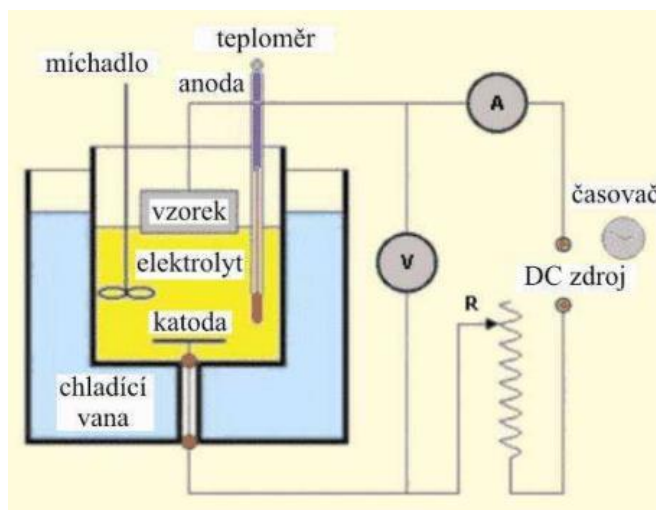 teploměr
míchadlo
anoda
A
časovač
vzorek
elektrolyt
V
DC zdroj
R
katoda
chladící
vana